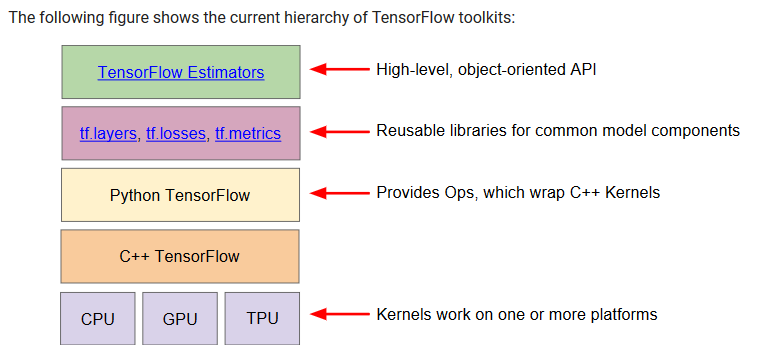 The following figure shows the current hierarchy of TensorFlow toolkits:
TensorFlow Estimators
High-level, object-oriented API
tf.layers, tf.losses, tf.metrics
Reusable libraries for common model components
Python TensorFlow
Provides Ops, which wrap C++ Kernels
C++ TensorFlow
CPU
GPU
TPU
Kernels work on one or more platforms